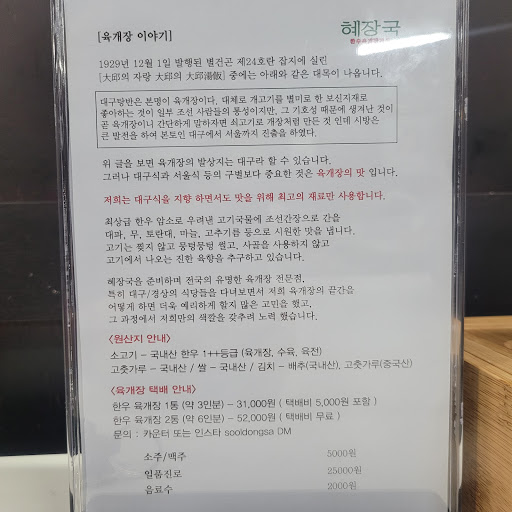 [육개장 이야기]
혜장국
1929년 12월 1일 발행된 별건곤 제24호란 잡지에 실린
[大邱의 자랑 大邱의 大邱湯飯] 중에는 아래와 같은 대목이 나옵니다.
대구탕반은 본명이 육개장이다. 대체로 개고기를 별미로 한 보신지재로
좋아하는 것이 일부 조선 사람들의 통성이지만, 그 기호성 때문에 생겨난 것이
곧 육개장이니 간단하게 말하자면 쇠고기로 개장처럼 만든 것 인데 시방은
큰 발전을 하여 본토인 대구에서 서울까지 진출을 하였다.
위 글을 보면 육개장의 발상지는 대구라 할 수 있습니다.
그러나 대구식과 서울식 등의 구별보다 중요한 것은 육개장의 맛 입니다.
저희는 대구식을 지향 하면서도 맛을 위해 최고의 재료만 사용합니다.
최상급 한우 암소로 우려낸 고기국물에 조선간장으로 간을
대파, 무, 토란대, 마늘, 고추기름 등으로 시원한 맛을 냅니다.
고기는 찢지 않고 뭉텅뭉텅 썰고, 사골을 사용하지 않고
고기에서 나오는 진한 육향을 추구하고 있습니다.
혜장국을 준비하며 전국의 유명한 육개장 전문점,
특히 대구/경상의 식당들을 다녀보면서 저희 육개장의 끝간을
어떻게 하면 더욱 예리하게 할지 많은 고민을 했고,
그 과정에서 저희만의 색깔을 갖추려 노력 했습니다.
〈원산지 안내〉
소고기 – 국내산 한우 1++등급 (육개장, 수육, 육전)
고춧가루 – 국내산 / 쌀 – 국내산 / 김치 – 배추(국내산), 고춧가루(중국산)
〈육개장 택배 안내〉
한우 육개장 1통 (약 3인분) – 31,000원 ( 택배비 5,000원 포함 )
한우 육개장 2통 (약 6인분) – 52,000원 ( 택배비 무료 )
문의 : 카운터 또는 인스타 sooldongsa DM
소주/맥주 5000원
일품진로 25000원
음료수 2000원